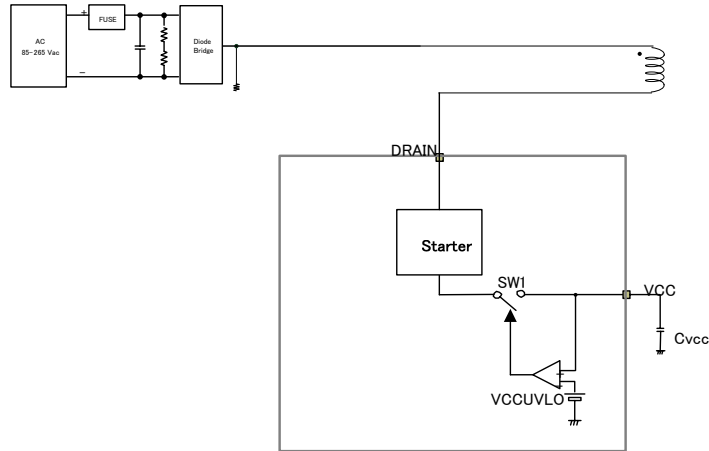 +
FUSE
AC
85-265 Vac
Diode
Bridge
-
DRAIN
Starter
SW1
VCC
Cvcc
+
VCCUVLO